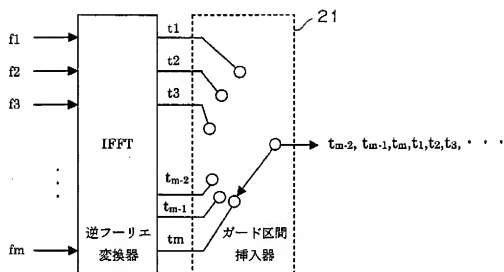 21
f1
t1
f2
t2
f3
t3
IFFT
tm-2, tm-1,tm,t1,t2,t3,・・・
tm-2
tm-1
fm
逆フーリエ
変換器
tm
ガード区間
挿入器